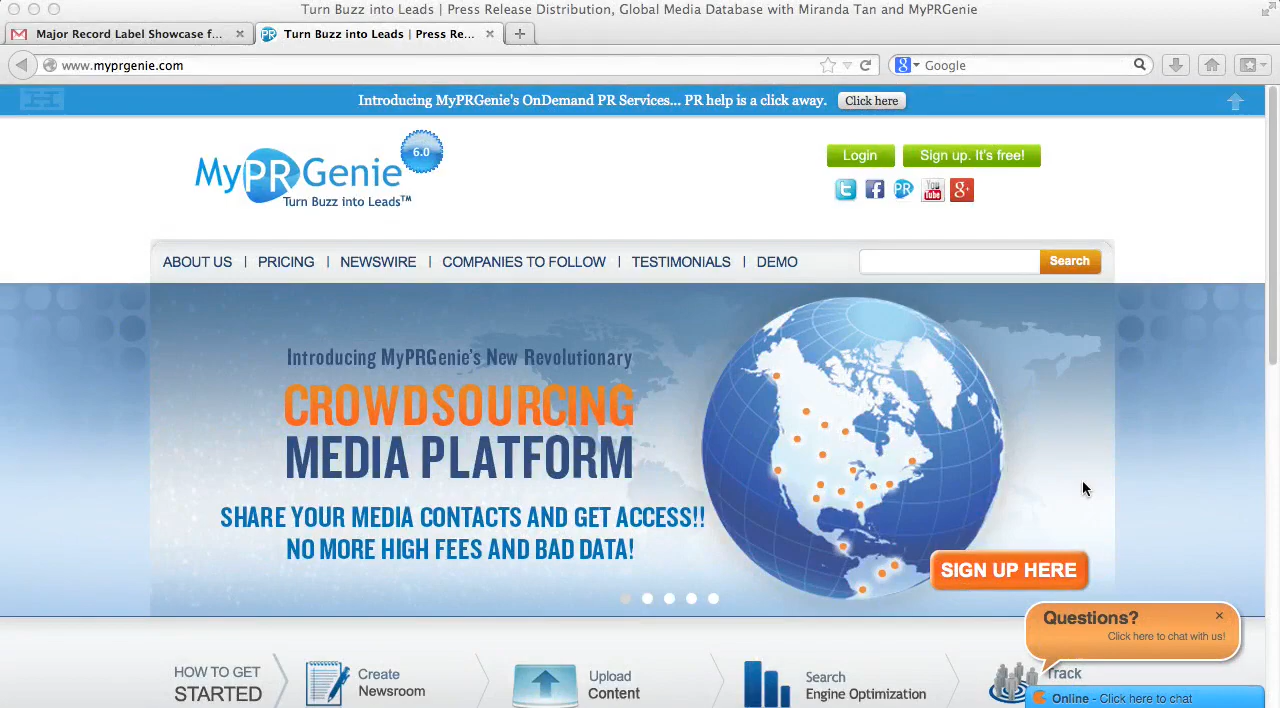 Turn Buzz into Leads | Press Release Distribution, Global Media Database with Miranda Tan and MyPRGenie
Major Record Label Showcase f...
PR Turn Buzz into Leads | Press Re...
www.myprgenie.com
8 Google
Introducing MyPRGenie's OnDemand PR Services... PR help is a click away. Click here
MyPRGenie 6.0
Turn Buzz into Leads™
Login Sign up. It's free!
t f PR You Tube g+
ABOUT US | PRICING | NEWSWIRE | COMPANIES TO FOLLOW | TESTIMONIALS | DEMO Search
Introducing MyPRGenie's New Revolutionary
CROWDSOURCING
MEDIA PLATFORM
SHARE YOUR MEDIA CONTACTS AND GET ACCESS!!
NO MORE HIGH FEES AND BAD DATA!
SIGN UP HERE
Questions?
Click here to chat with us!
HOW TO GET
STARTED
Create
Newsroom
Upload
Content
Search
Engine Optimization
Track
Online - Click here to chat